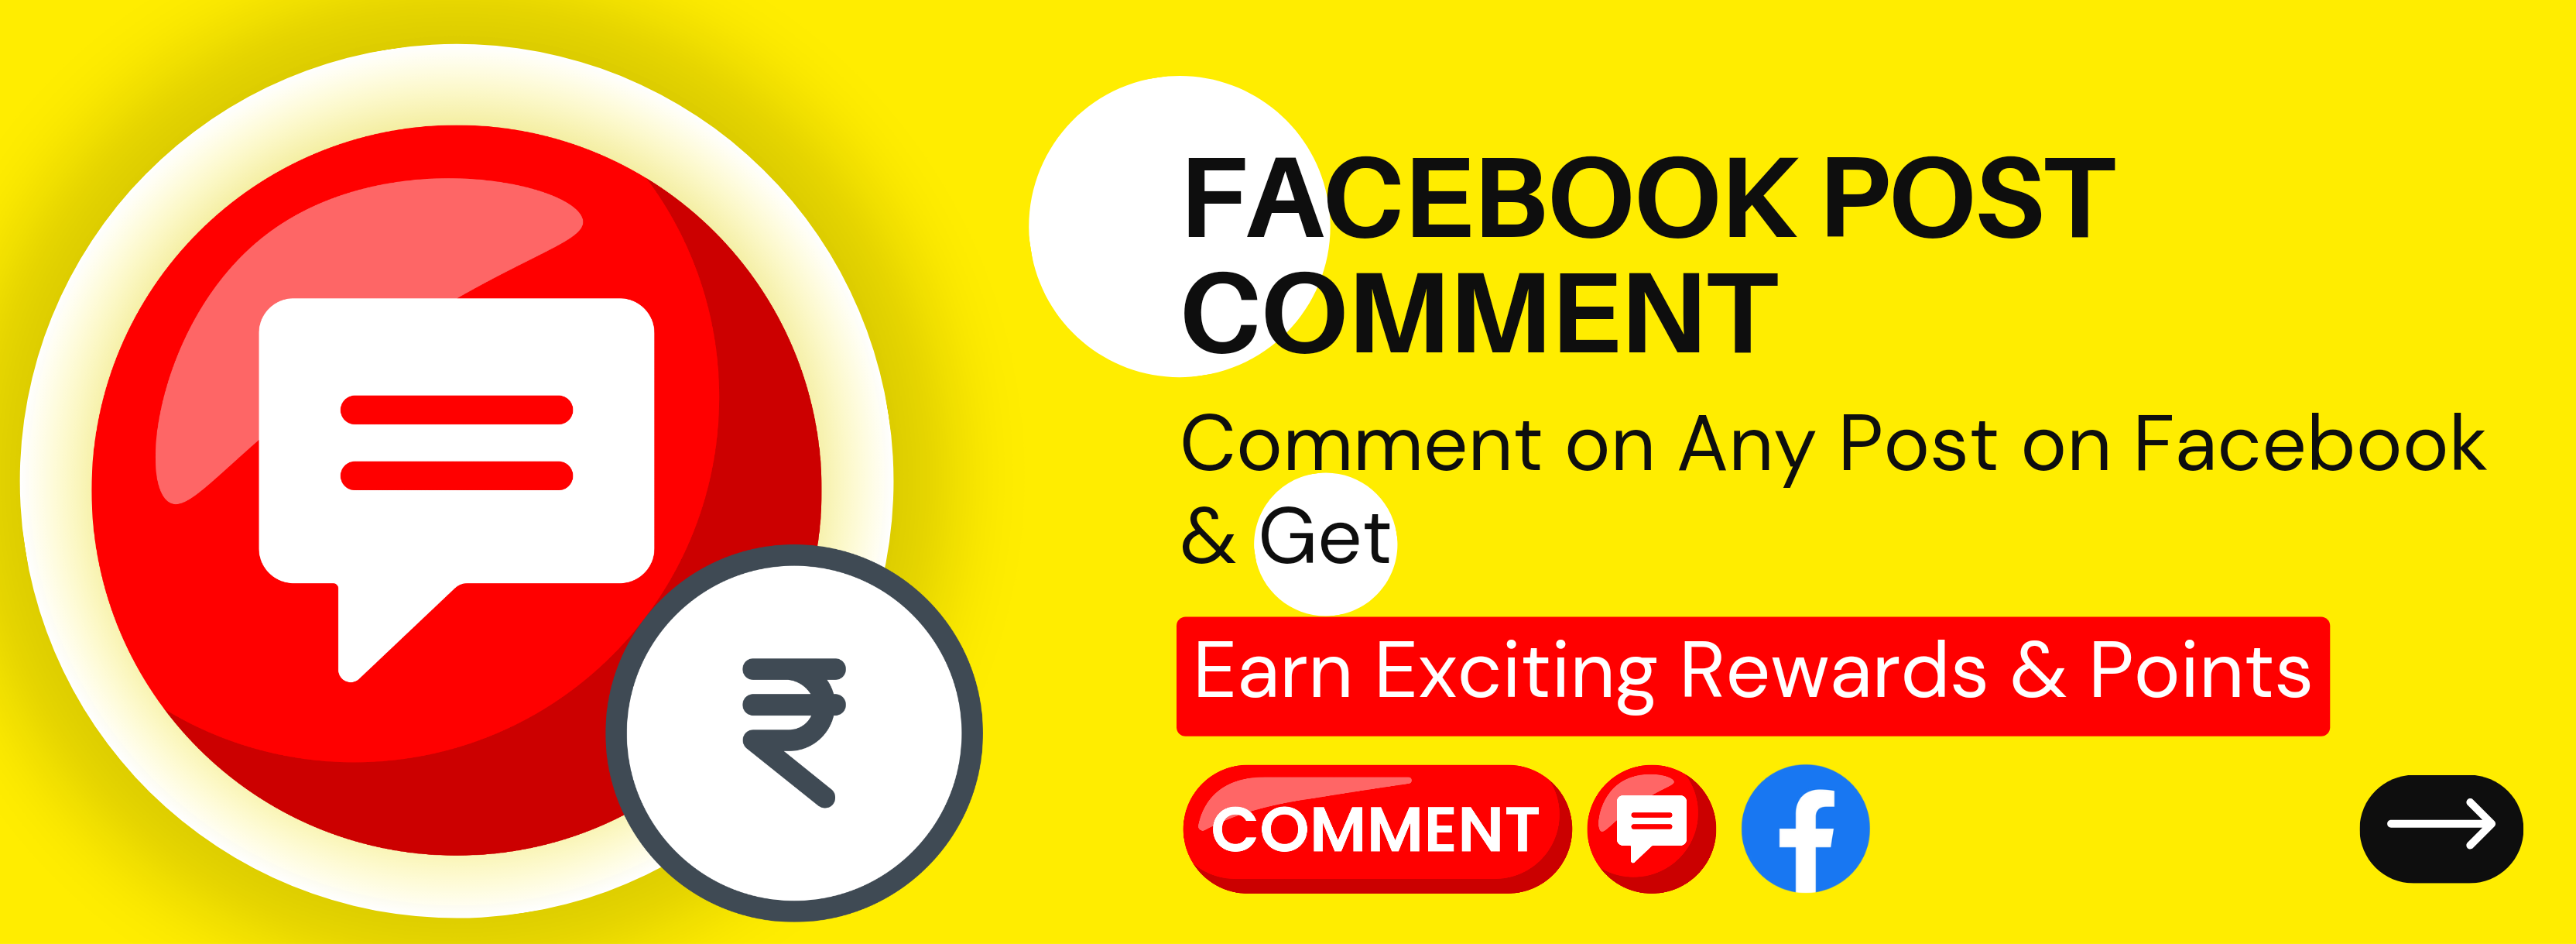 FACEBOOK POST
COMMENT
Comment on Any Post on Facebook
& Get
Earn Exciting Rewards & Points
COMMENT
₹